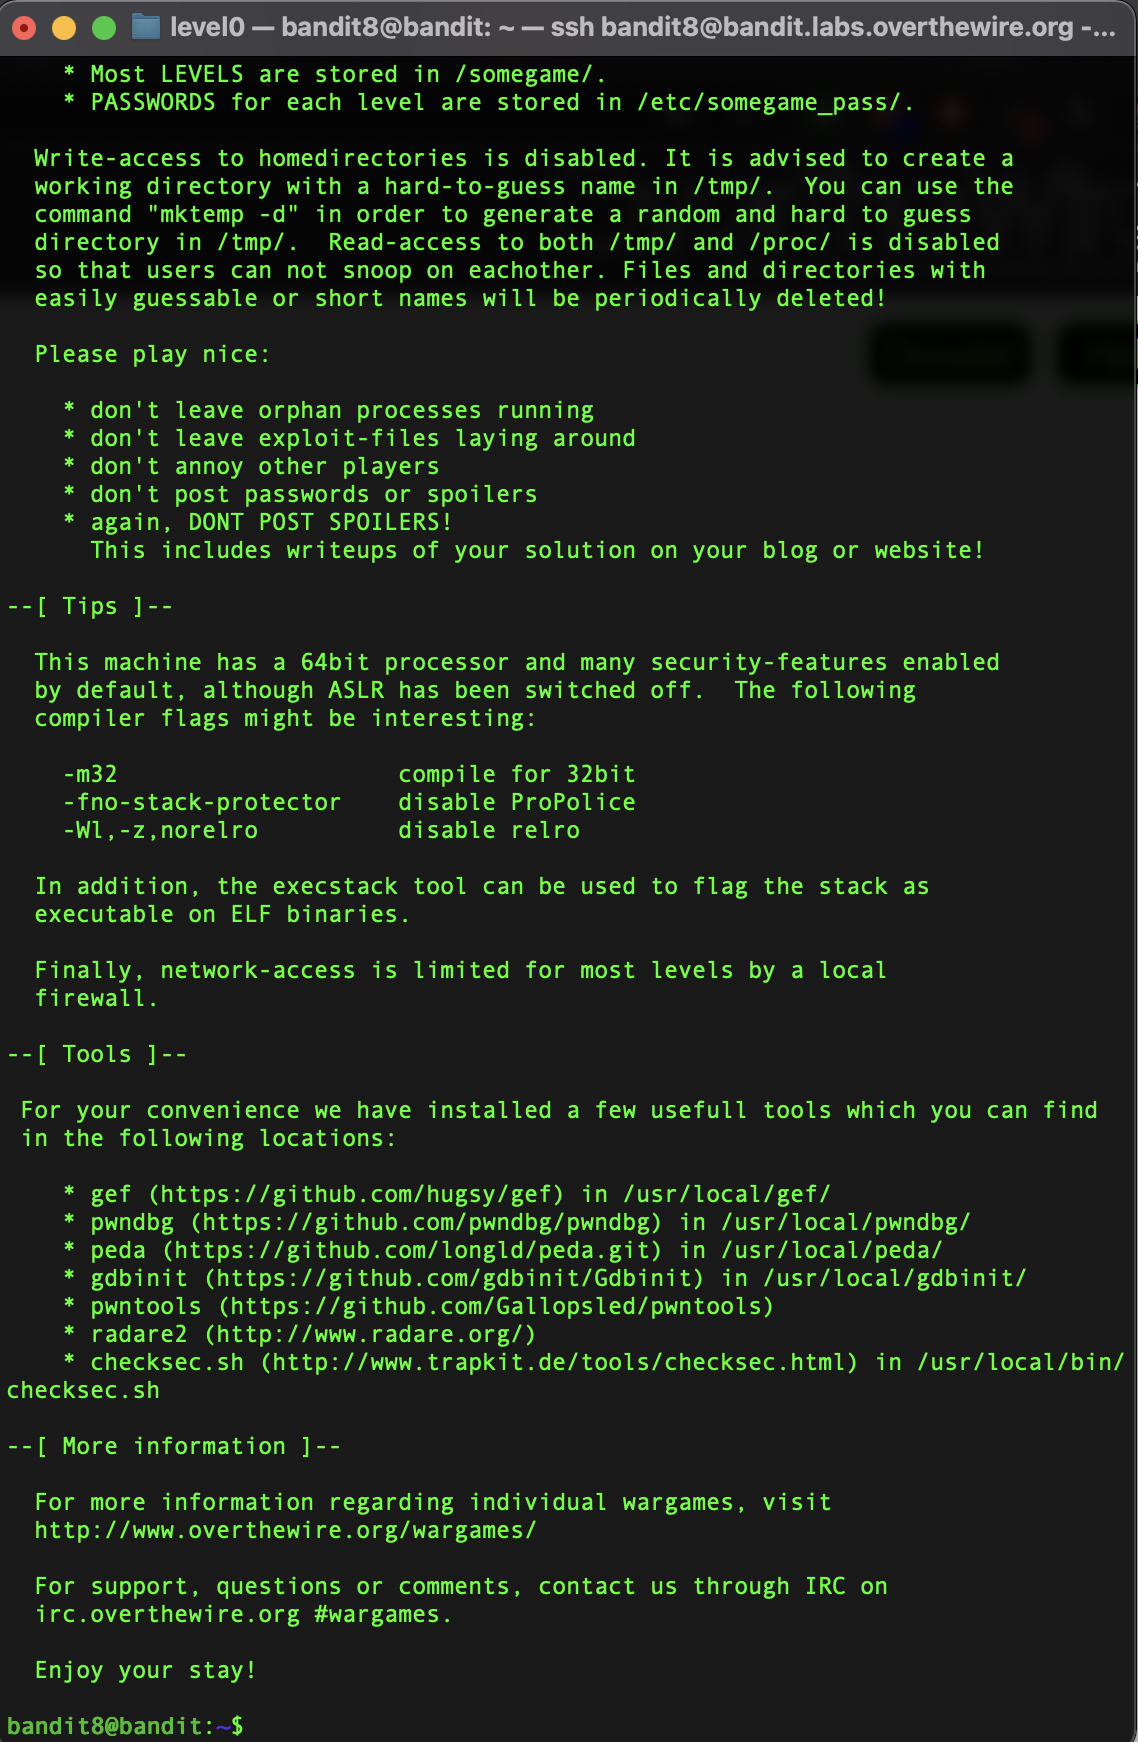 level0 — bandit8@bandit: ~ — ssh bandit8@bandit.labs.overthewire.org -...
* Most LEVELS are stored in /somegame/.
* PASSWORDS for each level are stored in /etc/somegame_pass/.
Write-access to homedirectories is disabled. It is advised to create a
working directory with a hard-to-guess name in /tmp/.  You can use the
command "mktemp -d" in order to generate a random and hard to guess
directory in /tmp/.  Read-access to both /tmp/ and /proc/ is disabled
so that users can not snoop on eachother. Files and directories with
easily guessable or short names will be periodically deleted!
Please play nice:
* don't leave orphan processes running
* don't leave exploit-files laying around
* don't annoy other players
* don't post passwords or spoilers
* again, DONT POST SPOILERS!
This includes writeups of your solution on your blog or website!
--[ Tips ]--
This machine has a 64bit processor and many security-features enabled
by default, although ASLR has been switched off.  The following
compiler flags might be interesting:
-m32                    compile for 32bit
-fno-stack-protector    disable ProPolice
-Wl,-z,norelro          disable relro
In addition, the execstack tool can be used to flag the stack as
executable on ELF binaries.
Finally, network-access is limited for most levels by a local
firewall.
--[ Tools ]--
For your convenience we have installed a few usefull tools which you can find
in the following locations:
* gef (https://github.com/hugsy/gef) in /usr/local/gef/
* pwndbg (https://github.com/pwndbg/pwndbg) in /usr/local/pwndbg/
* peda (https://github.com/longld/peda.git) in /usr/local/peda/
* gdbinit (https://github.com/gdbinit/Gdbinit) in /usr/local/gdbinit/
* pwntools (https://github.com/Gallopsled/pwntools)
* radare2 (http://www.radare.org/)
* checksec.sh (http://www.trapkit.de/tools/checksec.html) in /usr/local/bin/
checksec.sh
--[ More information ]--
For more information regarding individual wargames, visit
http://www.overthewire.org/wargames/
For support, questions or comments, contact us through IRC on
irc.overthewire.org #wargames.
Enjoy your stay!
bandit8@bandit:~$